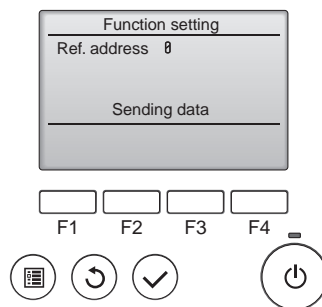 Function setting
Ref. address 0
Sending data
F1 F2 F3 F4